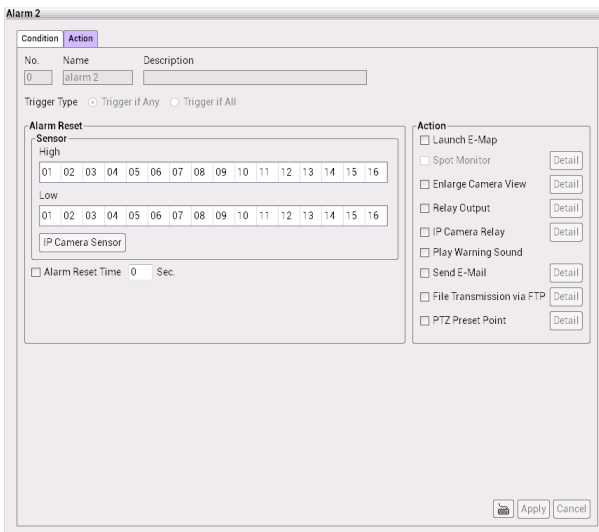 Alarm 2
Condition Action
No. Name Description
0 alarm 2
Trigger Type Trigger if Any Trigger if All
Alarm Reset
Sensor
High
01 02 03 04 05 06 07 08 09 10 11 12 13 14 15 16
Low
01 02 03 04 05 06 07 08 09 10 11 12 13 14 15 16
IP Camera Sensor
Alarm Reset Time 0 Sec.
Action
Launch E-Map
Spot Monitor Detail
Enlarge Camera View Detail
Relay Output Detail
IP Camera Relay Detail
Play Warning Sound
Send E-Mail Detail
File Transmission via FTP Detail
PTZ Preset Point Detail
Apply Cancel